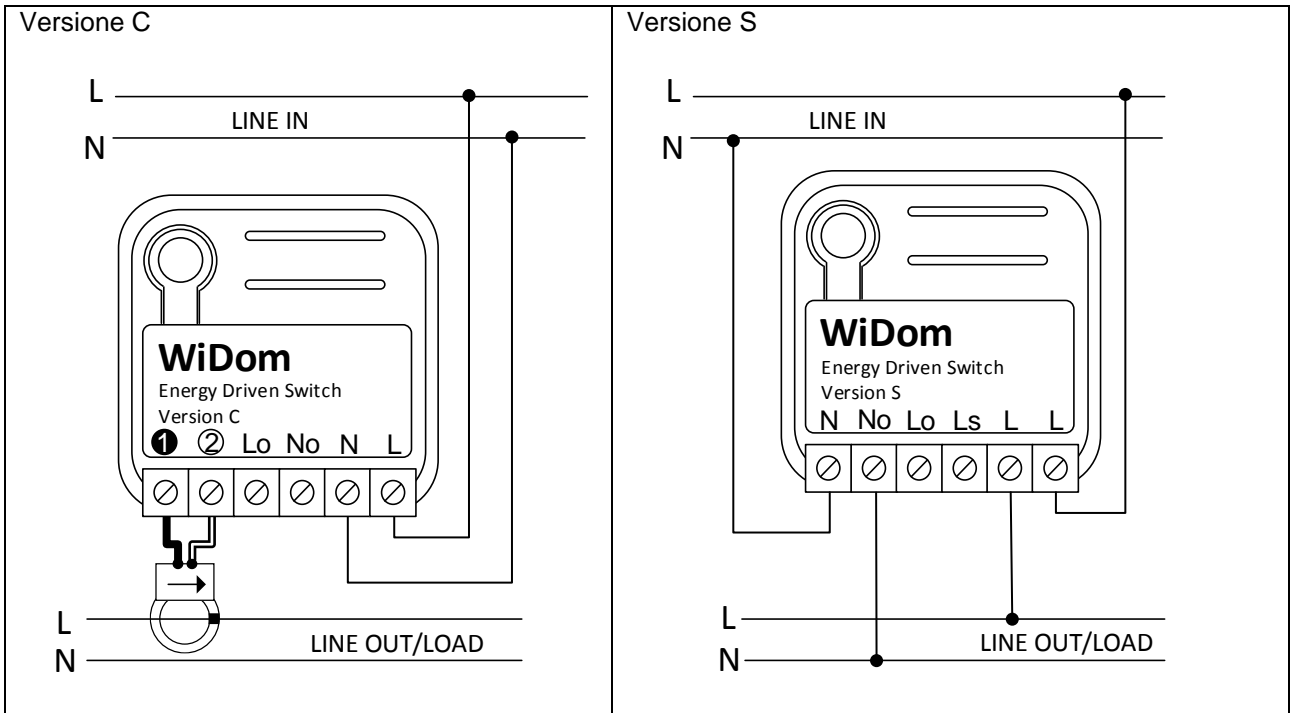 Versione C
L
LINE IN
N
WiDom
Energy Driven Switch
Version C
1 2 Lo No N L
L
LINE OUT/LOAD
N
Versione S
L
LINE IN
N
WiDom
Energy Driven Switch
Version S
N No Lo Ls L L
L
LINE OUT/LOAD
N